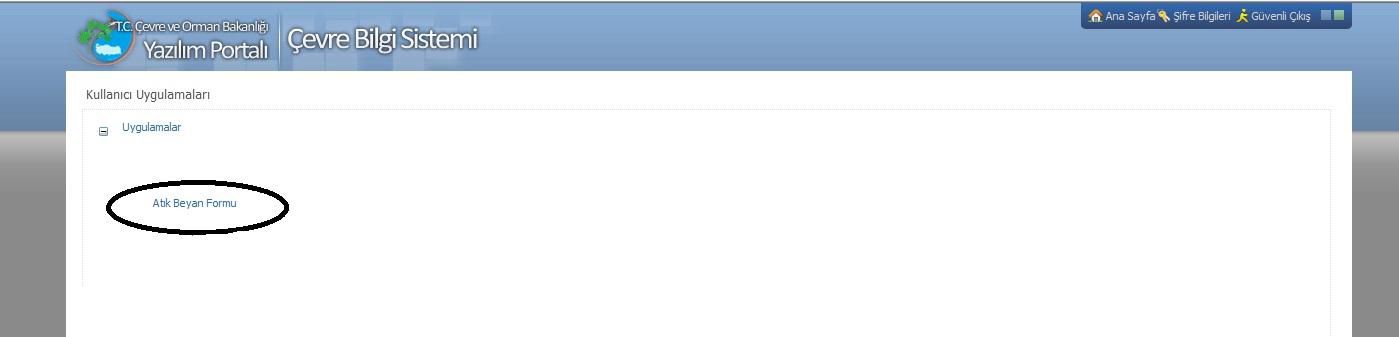 T.C. Çevre ve Orman Bakanlığı
Yazılım Portalı
Çevre Bilgi Sistemi
Ana Sayfa Şifre Bilgileri Güvenli Çıkış
Kullanıcı Uygulamaları
Uygulamalar
Atık Beyan Formu